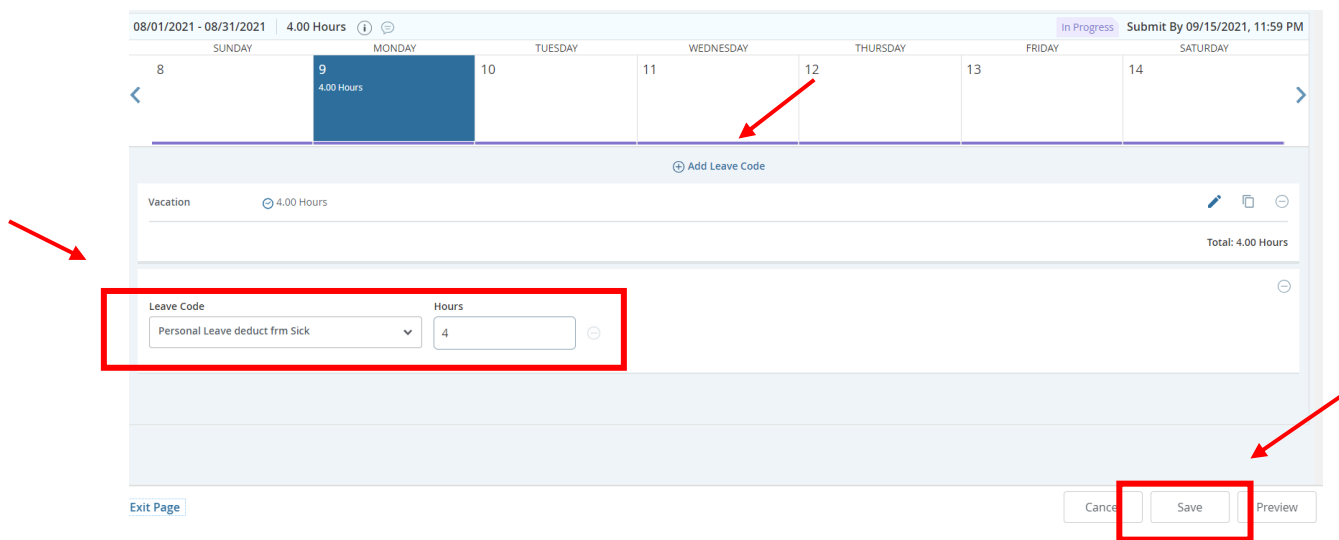 08/01/2021 - 08/31/2021 4.00 Hours In Progress Submit By 09/15/2021, 11:59 PM
SUNDAY MONDAY TUESDAY WEDNESDAY THURSDAY FRIDAY SATURDAY
8 9 10 11 12 13 14
4.00 Hours
Add Leave Code
Vacation 4.00 Hours
Total: 4.00 Hours
Leave Code Hours
Personal Leave deduct frm Sick 4
Exit Page Cance Save Preview